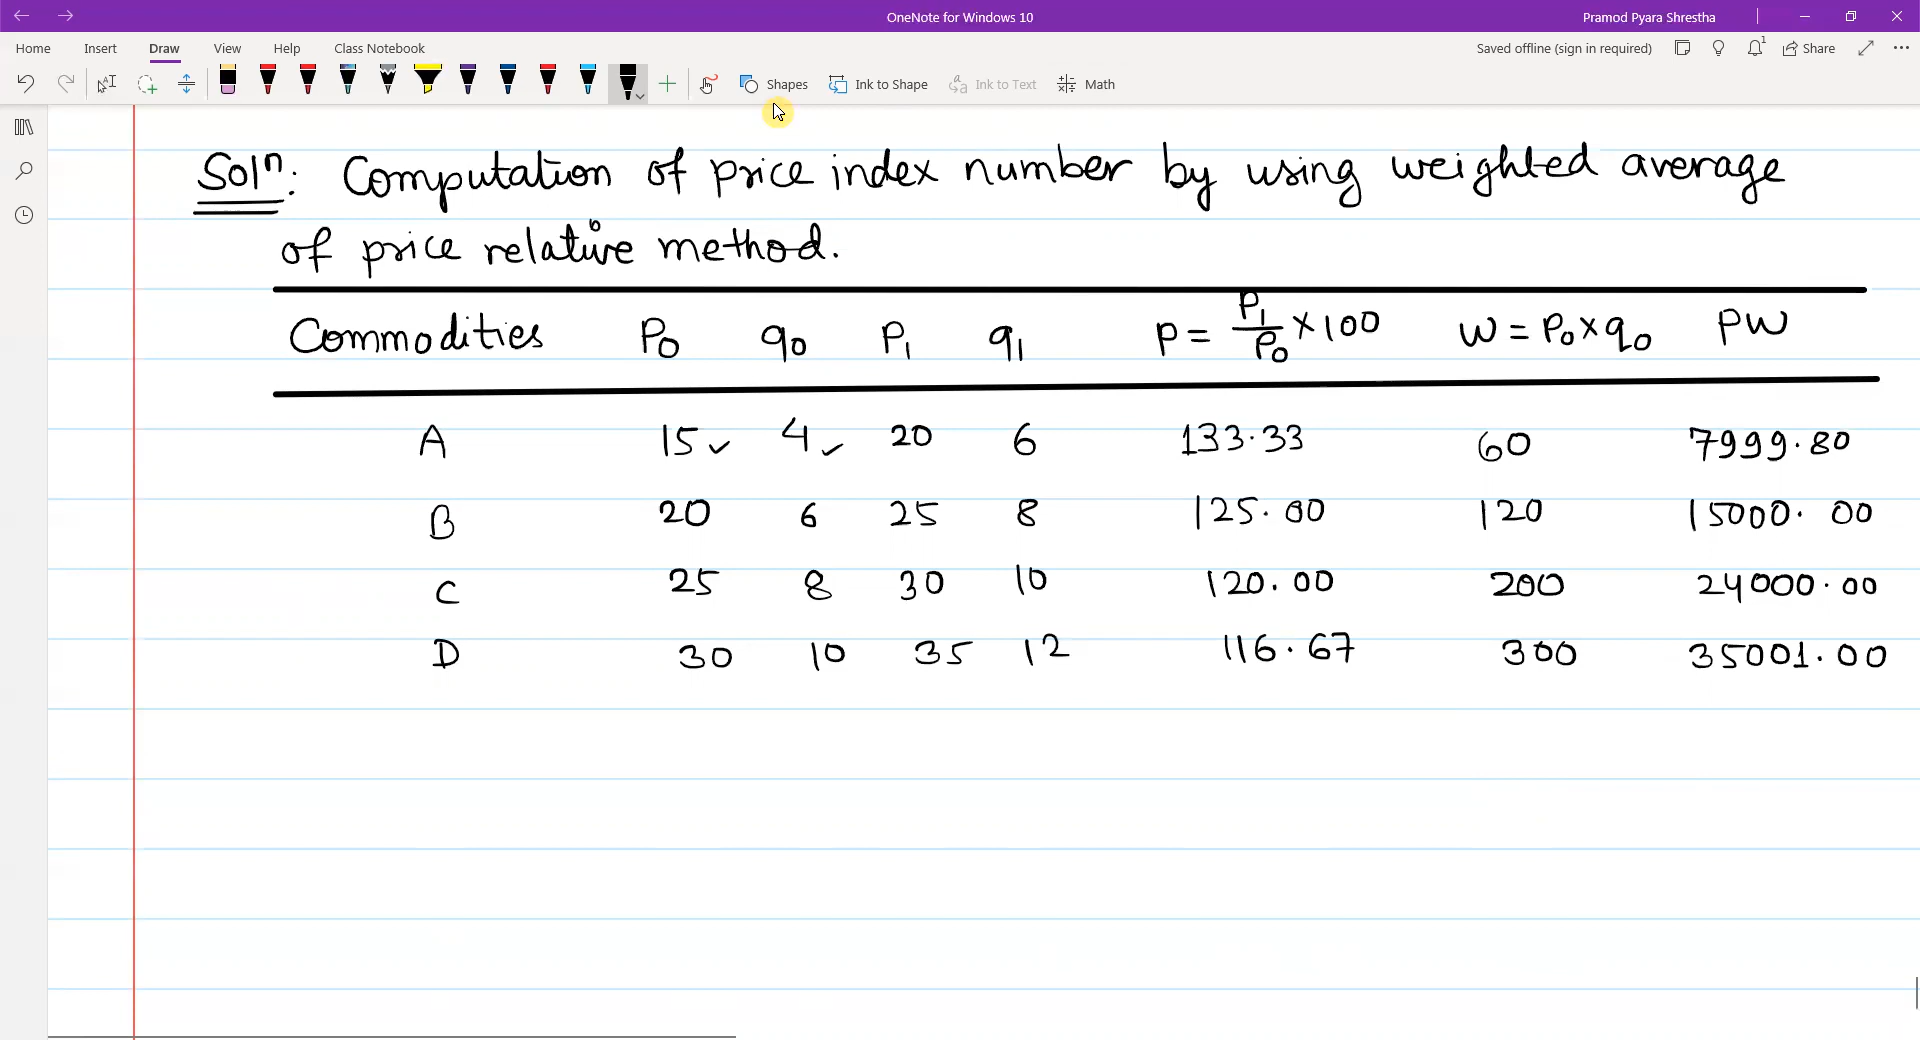 OneNote for Windows 10
Pramod Pyara Shrestha
Home Insert Draw View Help Class Notebook
Saved offline (sign in required) 1 Share
Shapes Ink to Shape Ink to Text Math
Solⁿ: Computation of price index number by using weighted average
of price relative method.
Commodities P₀ q₀ P₁ q₁ P = P₁/P₀ × 100 W = P₀ × q₀ PW
A 15 ✓ 4 ✓ 20 6 133.33 60 7999.80
B 20 6 25 8 125.00 120 15000.00
C 25 8 30 10 120.00 200 24000.00
D 30 10 35 12 116.67 300 35001.00